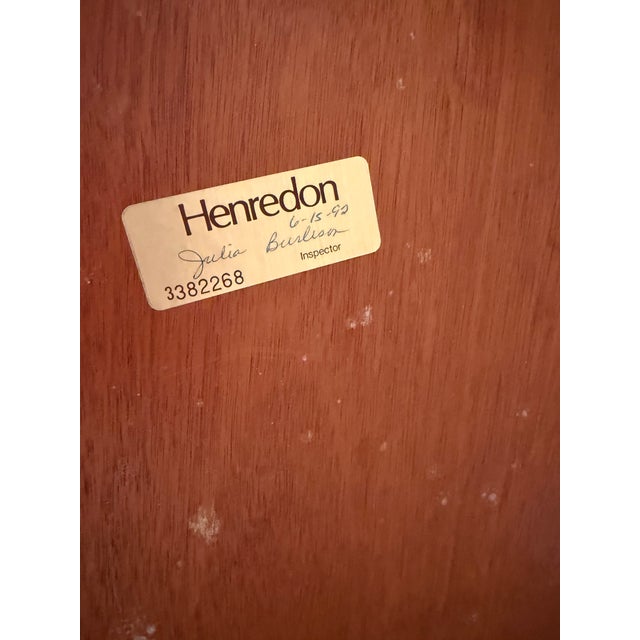 Henredon
6-15-92
Julia Burleson
Inspector
3382268